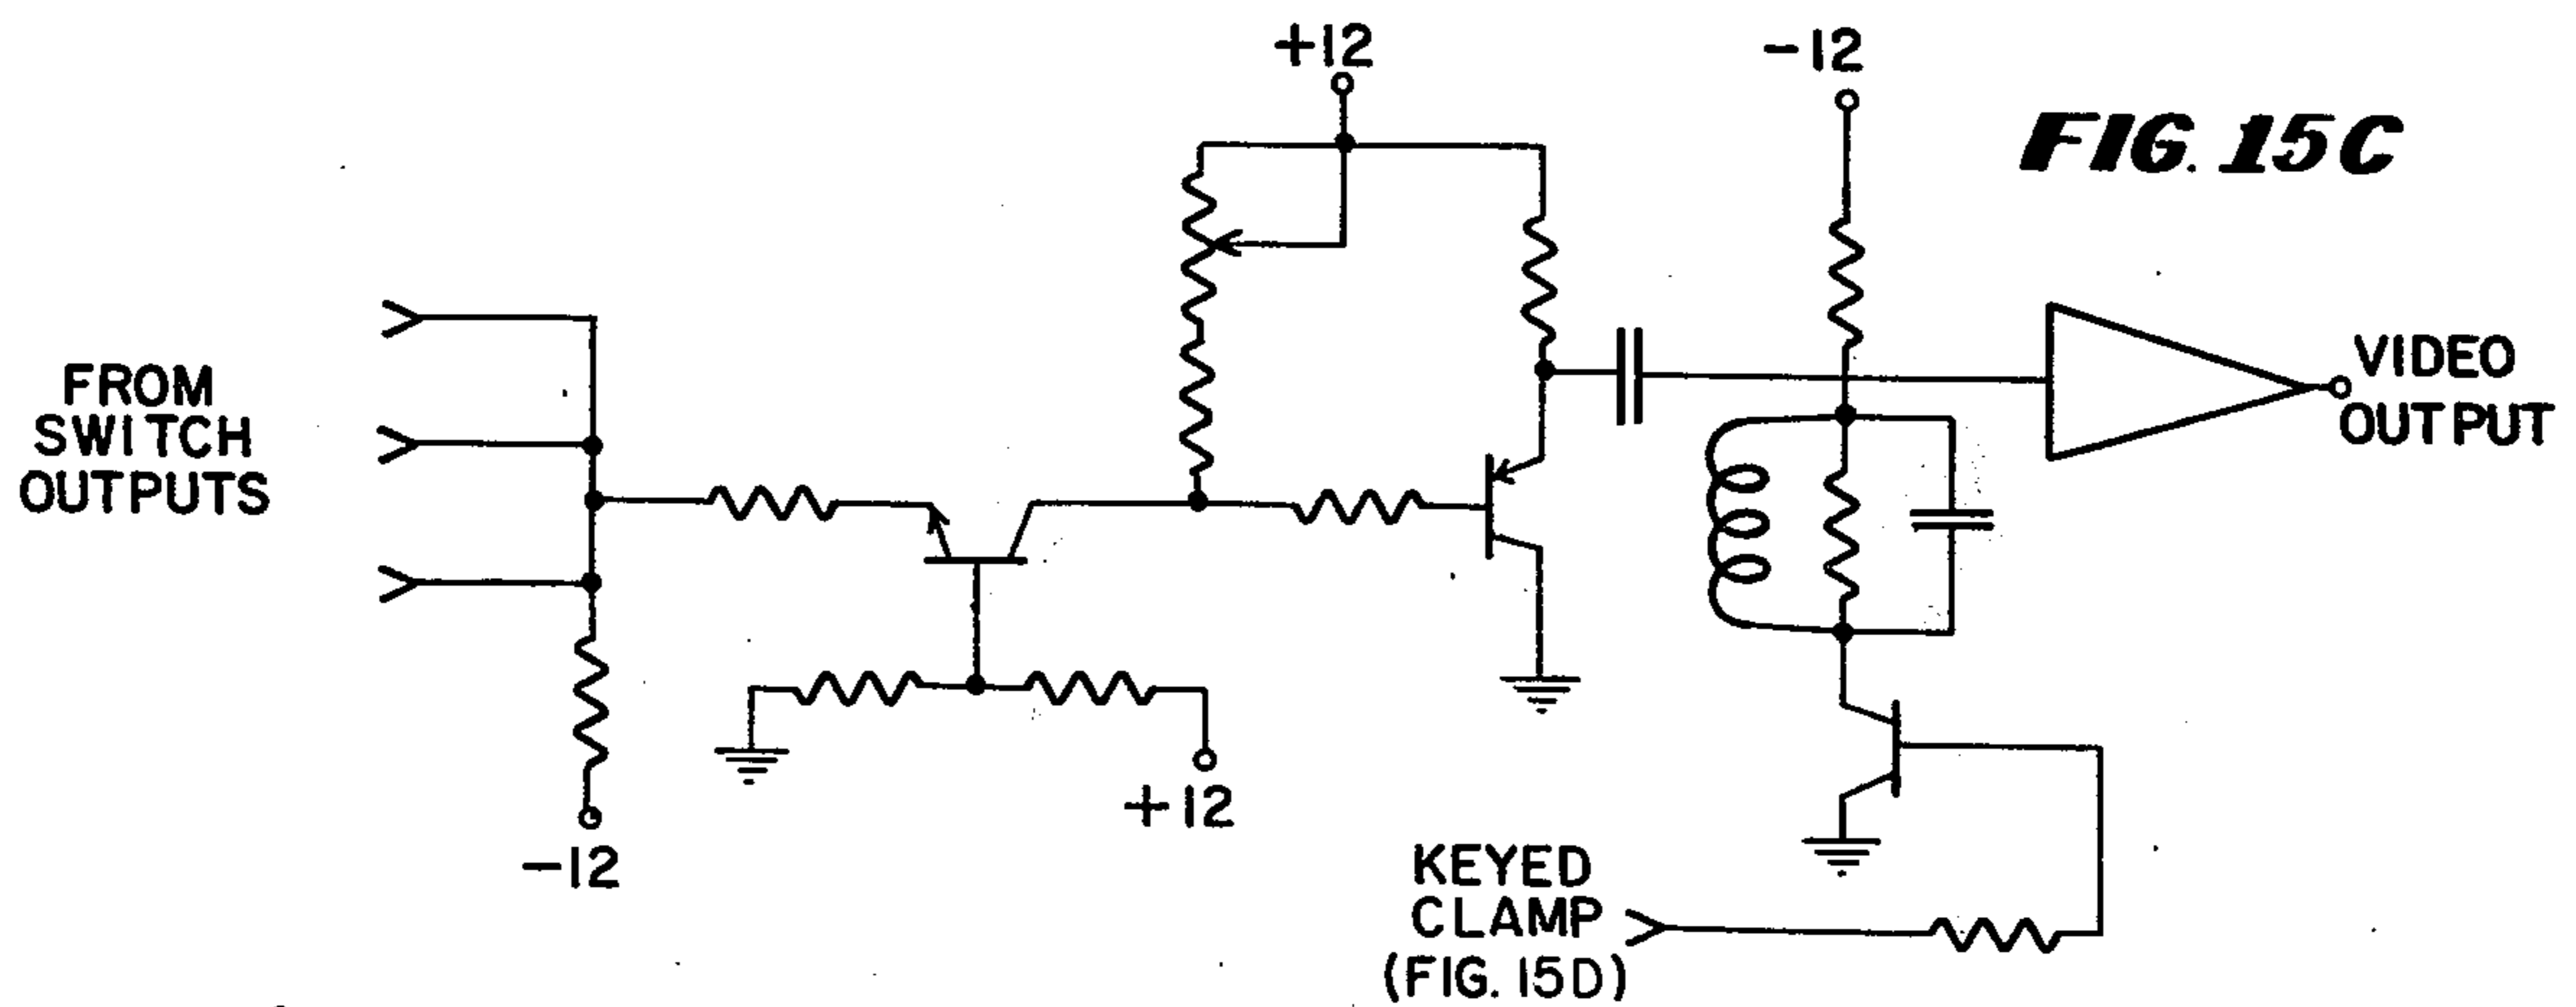 +12
-12
FIG. 15C
FROM
SWITCH
OUTPUTS
VIDEO
OUTPUT
+12
-12
KEYED
CLAMP
(FIG. 15D)